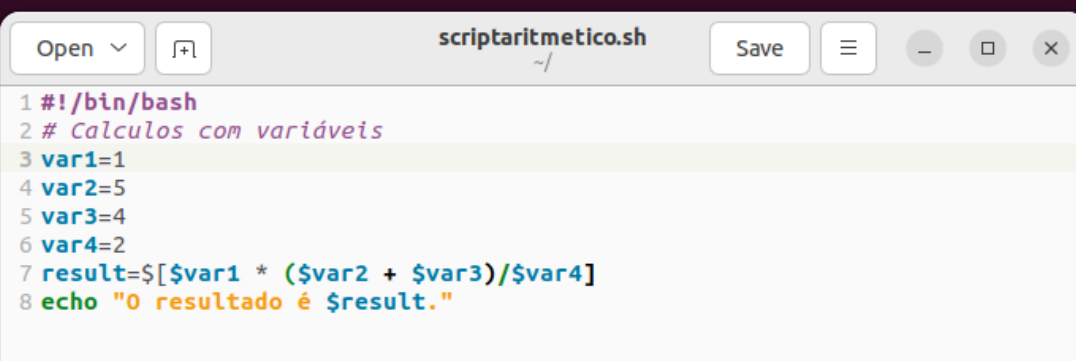 Open
scriptaritmetico.sh
~/
Save
1 #!/bin/bash
2 # Calculos com variáveis
3 var1=1
4 var2=5
5 var3=4
6 var4=2
7 result=$[$var1 * ($var2 + $var3)/$var4]
8 echo "O resultado é $result."